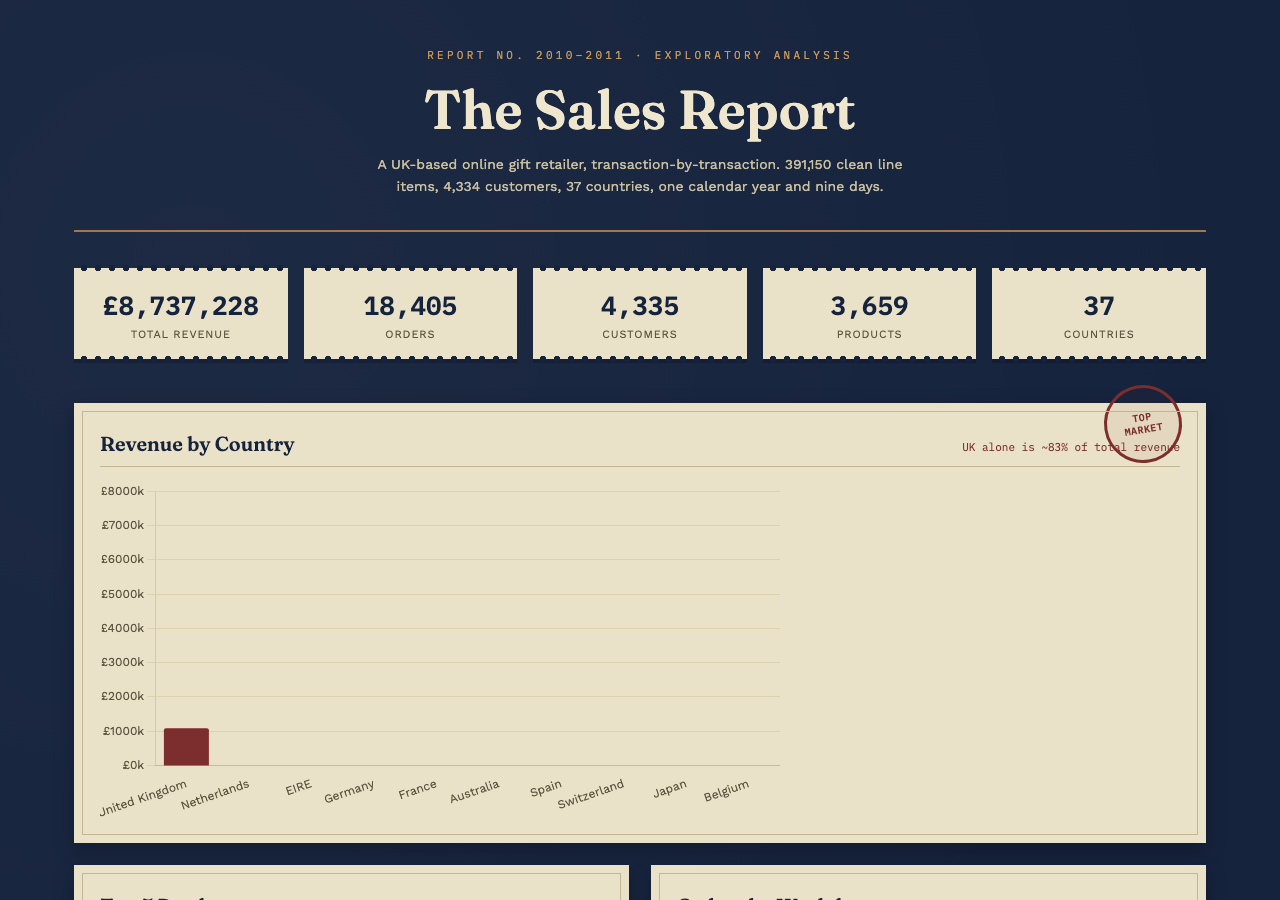 REPORT NO. 2010–2011 · EXPLORATORY ANALYSIS
The Sales Report
A UK-based online gift retailer, transaction-by-transaction. 391,150 clean line
items, 4,334 customers, 37 countries, one calendar year and nine days.
£8,737,228
TOTAL REVENUE
18,405
ORDERS
4,335
CUSTOMERS
3,659
PRODUCTS
37
COUNTRIES
TOP
MARKET
Revenue by Country
UK alone is ~83% of total revenue
£8000k
£7000k
£6000k
£5000k
£4000k
£3000k
£2000k
£1000k
£0k
United Kingdom
Netherlands
EIRE
Germany
France
Australia
Spain
Switzerland
Japan
Belgium